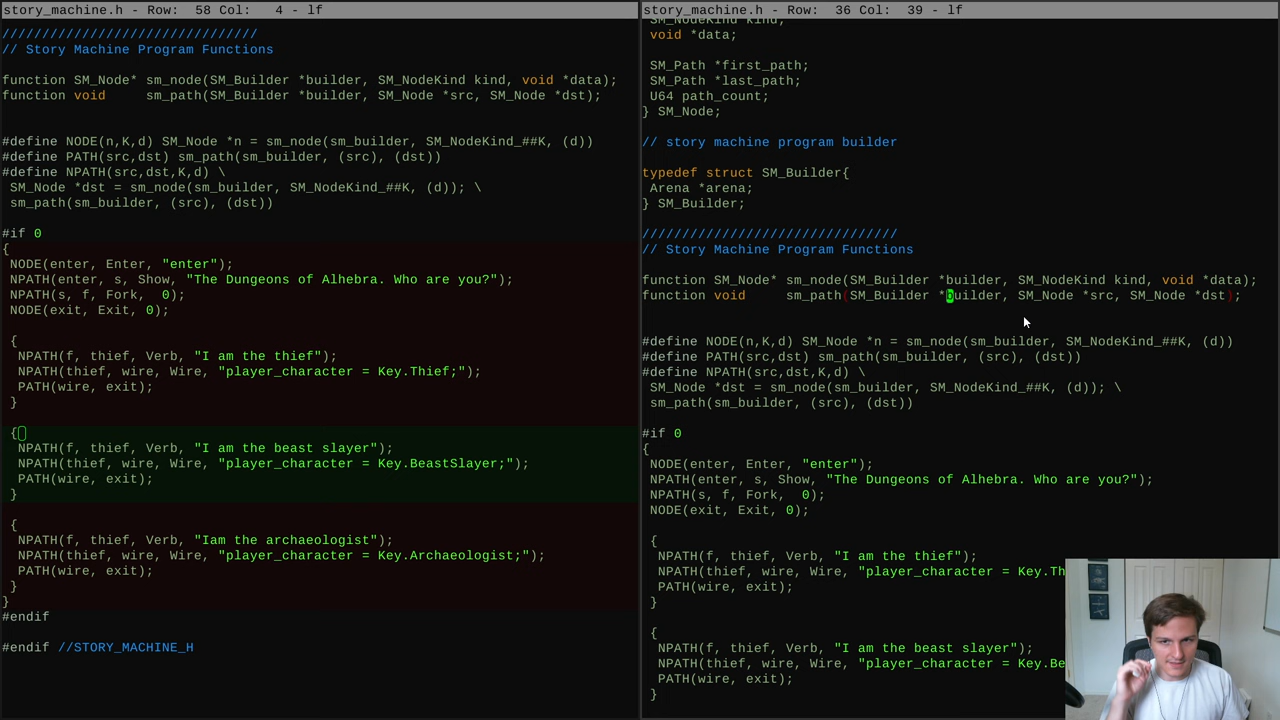 story_machine.h - Row:  58 Col:   4 - lf
////////////////////////////////
// Story Machine Program Functions
function SM_Node* sm_node(SM_Builder *builder, SM_NodeKind kind, void *data);
function void     sm_path(SM_Builder *builder, SM_Node *src, SM_Node *dst);
#define NODE(n,K,d) SM_Node *n = sm_node(sm_builder, SM_NodeKind_##K, (d))
#define PATH(src,dst) sm_path(sm_builder, (src), (dst))
#define NPATH(src,dst,K,d) \
 SM_Node *dst = sm_node(sm_builder, SM_NodeKind_##K, (d)); \
 sm_path(sm_builder, (src), (dst))
#if 0
{
 NODE(enter, Enter, "enter");
 NPATH(enter, s, Show, "The Dungeons of Alhebra. Who are you?");
 NPATH(s, f, Fork,  0);
 NODE(exit, Exit, 0);
 {
  NPATH(f, thief, Verb, "I am the thief");
  NPATH(thief, wire, Wire, "player_character = Key.Thief;");
  PATH(wire, exit);
 }
 {
  NPATH(f, thief, Verb, "I am the beast slayer");
  NPATH(thief, wire, Wire, "player_character = Key.BeastSlayer;");
  PATH(wire, exit);
 }
 {
  NPATH(f, thief, Verb, "Iam the archaeologist");
  NPATH(thief, wire, Wire, "player_character = Key.Archaeologist;");
  PATH(wire, exit);
 }
}
#endif
#endif //STORY_MACHINE_H
story_machine.h - Row:  36 Col:  39 - lf
 SM_NodeKind kind;
 void *data;
 SM_Path *first_path;
 SM_Path *last_path;
 U64 path_count;
} SM_Node;
// story machine program builder
typedef struct SM_Builder{
 Arena *arena;
} SM_Builder;
////////////////////////////////
// Story Machine Program Functions
function SM_Node* sm_node(SM_Builder *builder, SM_NodeKind kind, void *data);
function void     sm_path(SM_Builder *builder, SM_Node *src, SM_Node *dst);
#define NODE(n,K,d) SM_Node *n = sm_node(sm_builder, SM_NodeKind_##K, (d))
#define PATH(src,dst) sm_path(sm_builder, (src), (dst))
#define NPATH(src,dst,K,d) \
 SM_Node *dst = sm_node(sm_builder, SM_NodeKind_##K, (d)); \
 sm_path(sm_builder, (src), (dst))
#if 0
{
 NODE(enter, Enter, "enter");
 NPATH(enter, s, Show, "The Dungeons of Alhebra. Who are you?");
 NPATH(s, f, Fork,  0);
 NODE(exit, Exit, 0);
 {
  NPATH(f, thief, Verb, "I am the thief");
  NPATH(thief, wire, Wire, "player_character = Key.Th
  PATH(wire, exit);
 }
 {
  NPATH(f, thief, Verb, "I am the beast slayer");
  NPATH(thief, wire, Wire, "player_character = Key.Be
  PATH(wire, exit);
 }